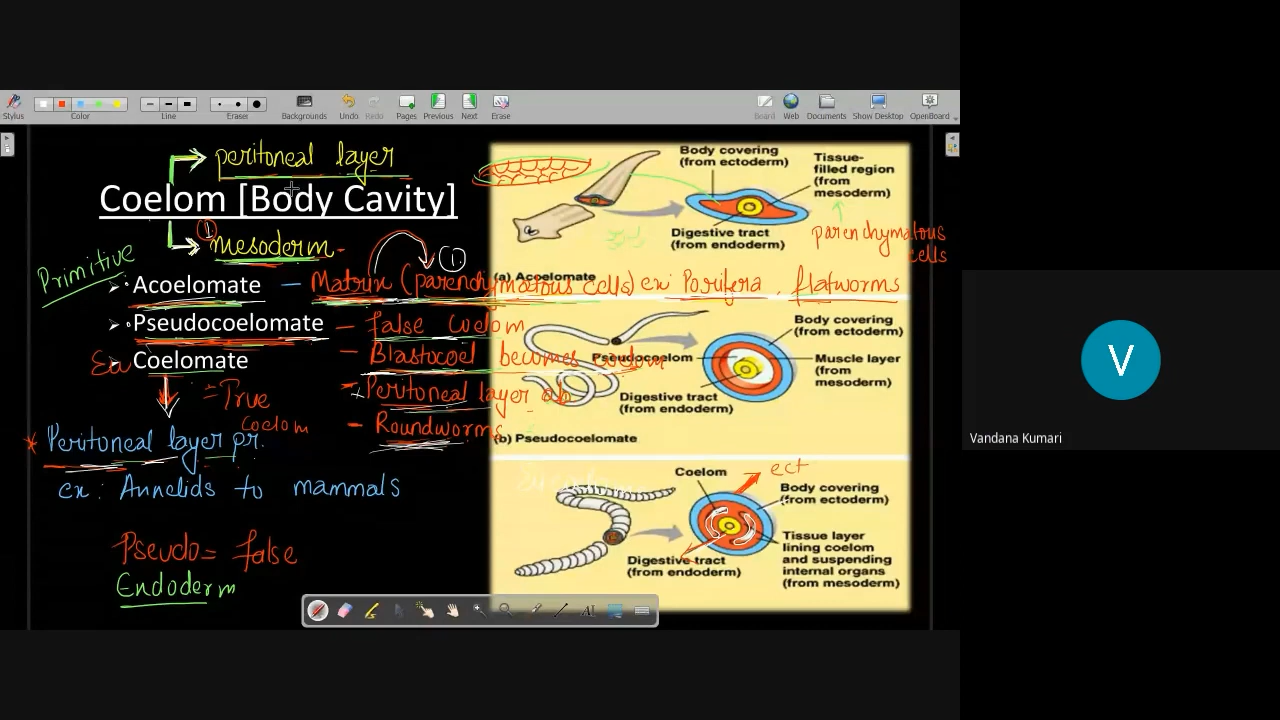 Stylus
Color
Line
Eraser
Backgrounds
Undo
Redo
Pages
Previous
Next
Erase
Board
Web
Documents
Show Desktop
OpenBoard
peritoneal layer
Coelom [Body Cavity]
① mesoderm -
Primitive
Acoelomate - Matrix (parenchymatous cells) ex: Porifera, flatworms
①
Pseudocoelomate - false coelom
- Blastocoel becomes coelom
- Peritoneal layer ab
- Roundworms
Eu Coelomate
= True coelom
* Peritoneal layer pr.
ex: Annelids to mammals
Pseudo = false
Endoderm
Body covering
(from ectoderm)
Tissue-
filled region
(from
mesoderm)
parenchymatous
cells
Digestive tract
(from endoderm)
(a) Acoelomate
Body covering
(from ectoderm)
Pseudocoelom
Muscle layer
(from
mesoderm)
Digestive tract
(from endoderm)
(b) Pseudocoelomate
Coelom
ect
Body covering
(from ectoderm)
Digestive tract
(from endoderm)
Tissue layer
lining coelom
and suspending
internal organs
(from mesoderm)
AI
V
Vandana Kumari